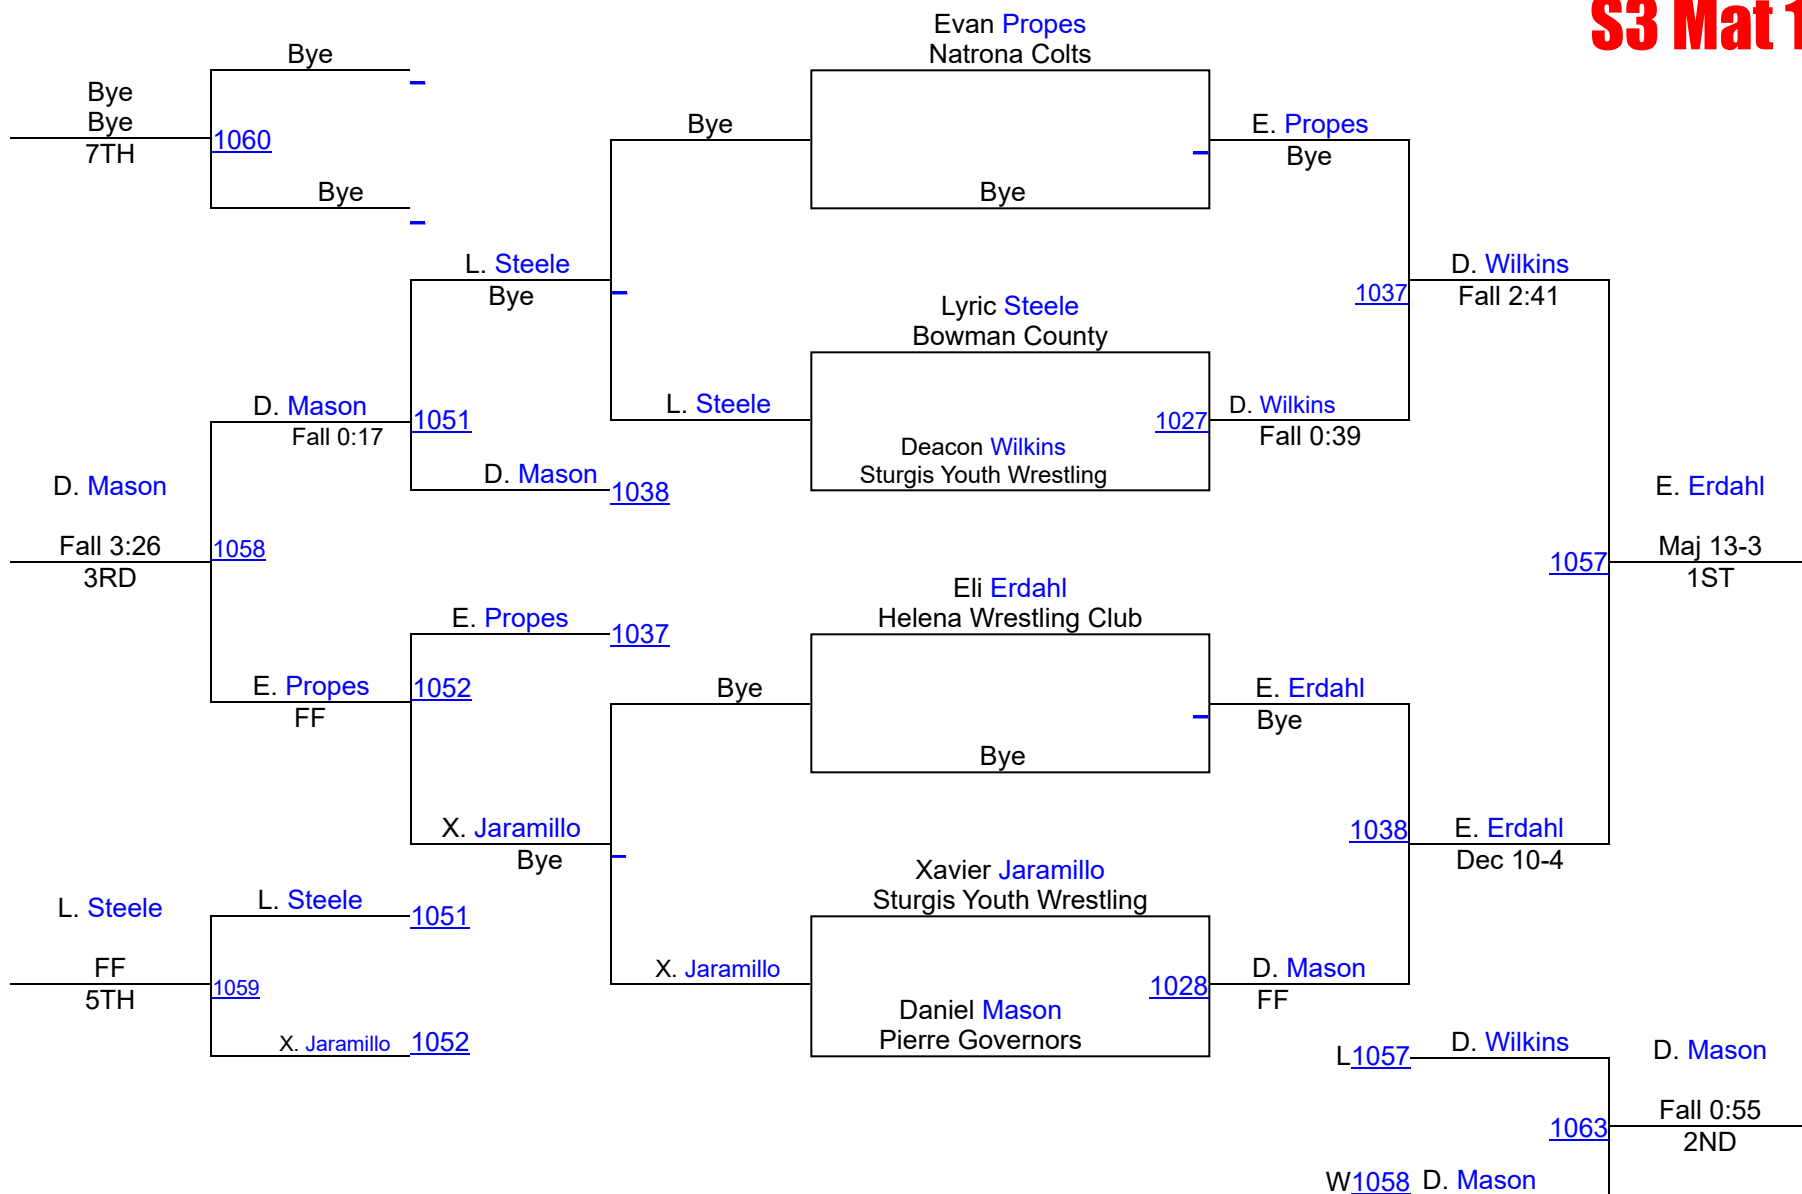 S3 Mat 1
Evan Propes
Natrona Colts
Bye
Bye
Bye
7TH
1060
Bye
Bye
E. Propes
Bye
Bye
L. Steele
Bye
D. Wilkins
Fall 2:41
1037
Lyric Steele
Bowman County
D. Mason
Fall 0:17
1051
L. Steele
1027
D. Wilkins
Fall 0:39
Deacon Wilkins
Sturgis Youth Wrestling
D. Mason
1038
D. Mason
Fall 3:26
3RD
1058
E. Erdahl
Maj 13-3
1ST
1057
Eli Erdahl
Helena Wrestling Club
E. Propes
1037
E. Propes
FF
1052
Bye
E. Erdahl
Bye
Bye
X. Jaramillo
Bye
1038
E. Erdahl
Dec 10-4
Xavier Jaramillo
Sturgis Youth Wrestling
L. Steele
FF
5TH
L. Steele
1051
1059
X. Jaramillo
1052
X. Jaramillo
1028
D. Mason
FF
Daniel Mason
Pierre Governors
L1057
D. Wilkins
D. Mason
Fall 0:55
2ND
1063
W1058
D. Mason